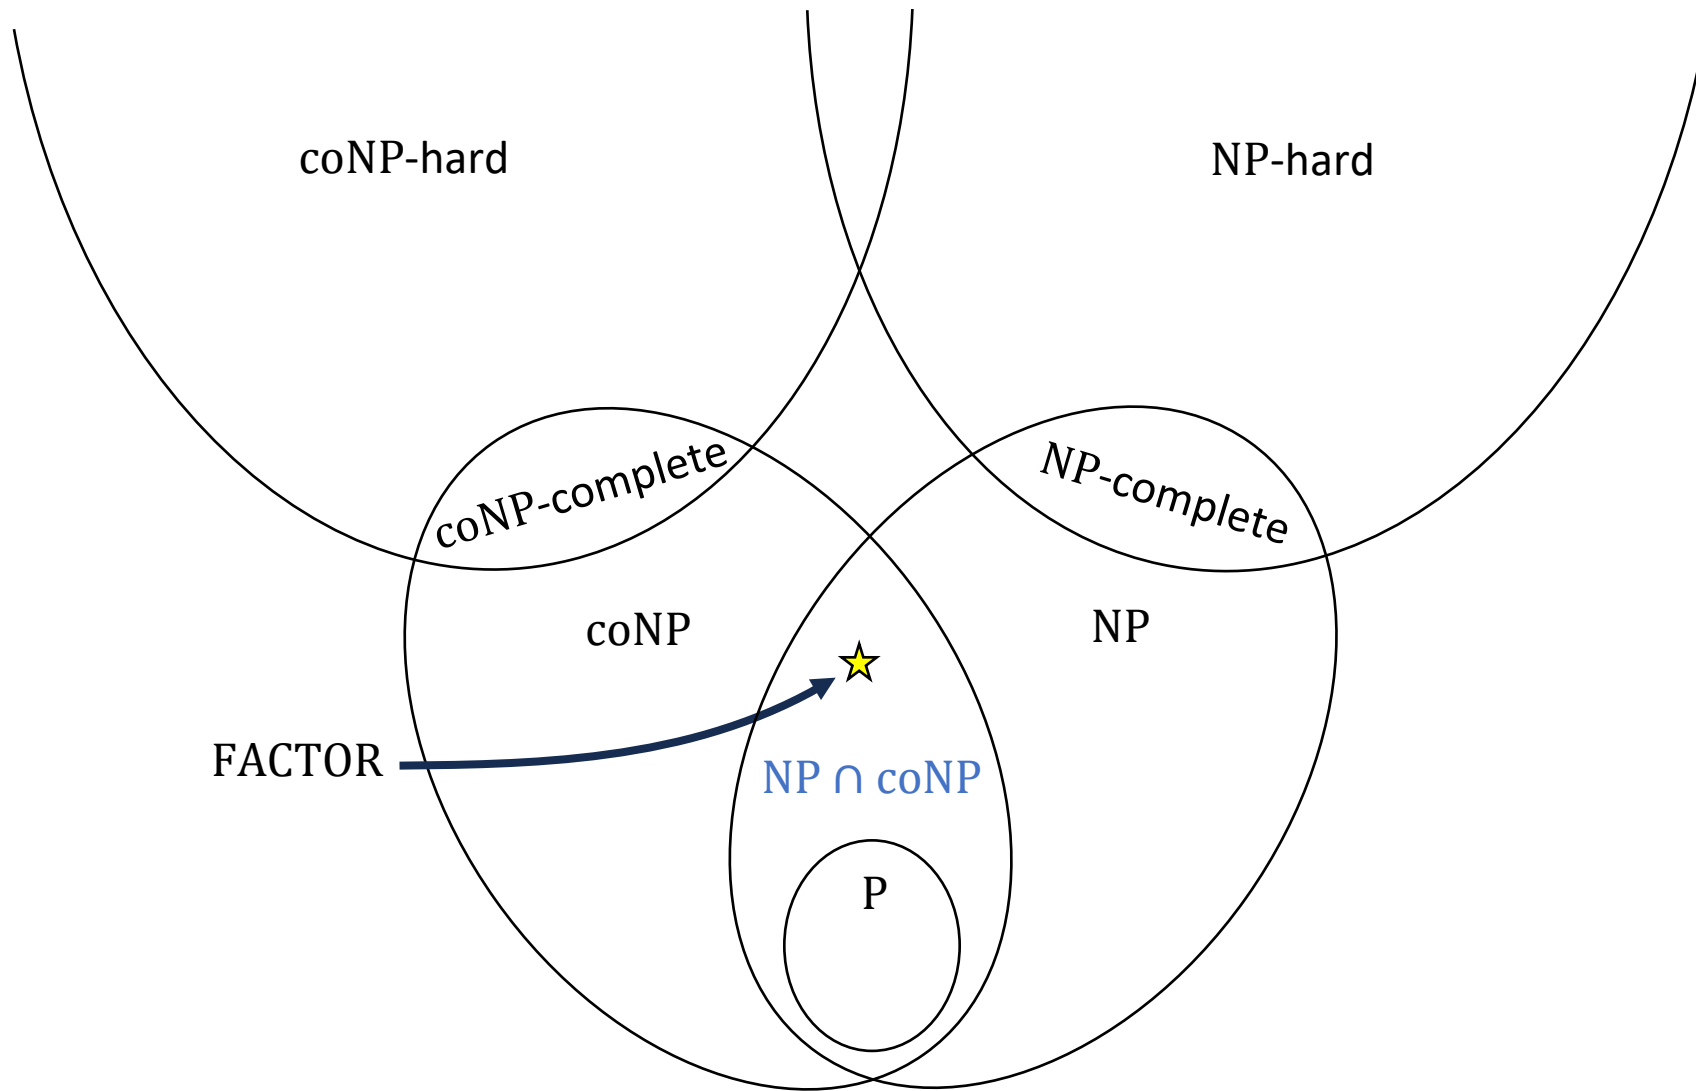 coNP-hard
NP-hard
coNP-complete
NP-complete
coNP
NP
FACTOR
NP ∩ coNP
P